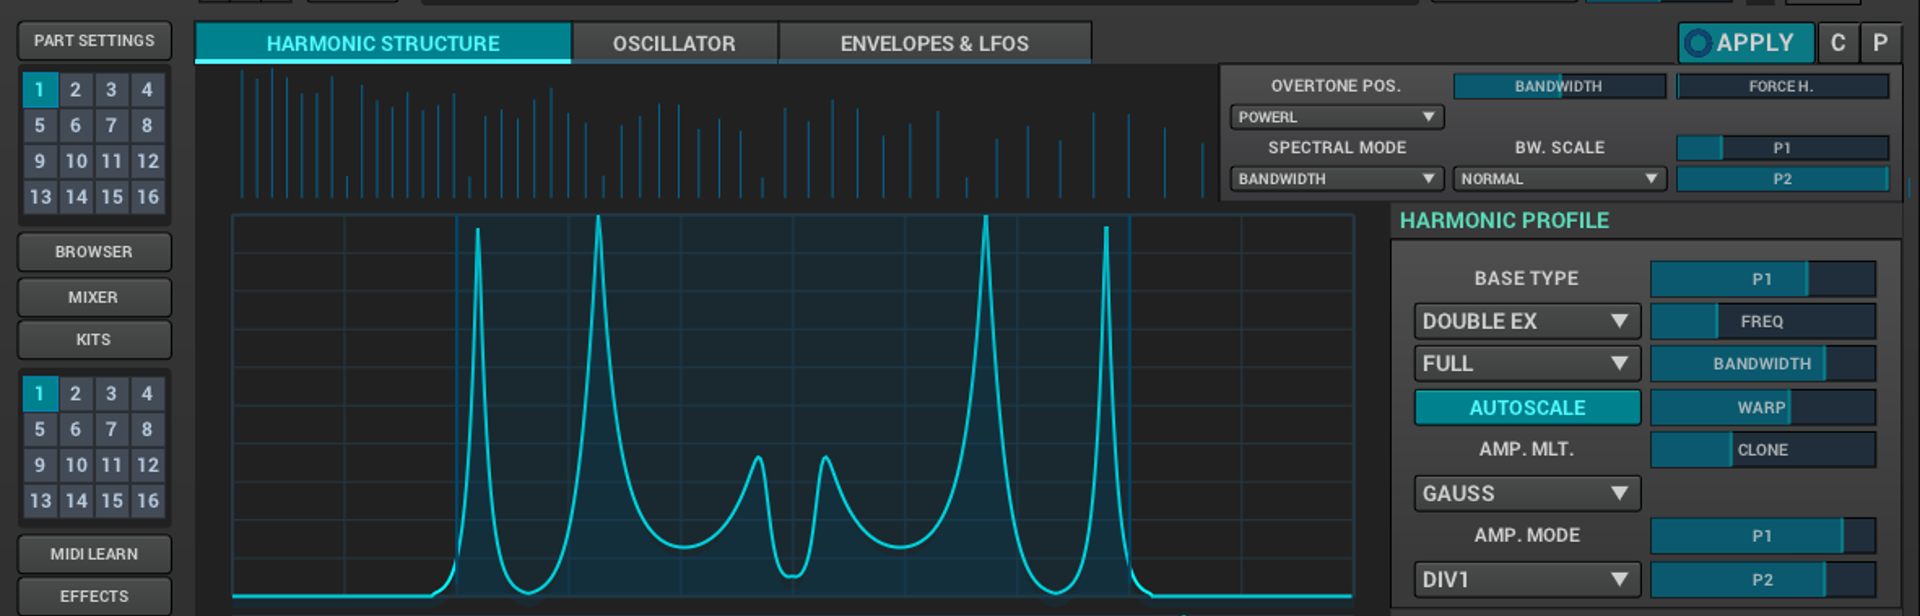 PART SETTINGS
HARMONIC STRUCTURE OSCILLATOR ENVELOPES & LFOS
APPLY C P
1 2 3 4
5 6 7 8
9 10 11 12
13 14 15 16
BROWSER
MIXER
KITS
1 2 3 4
5 6 7 8
9 10 11 12
13 14 15 16
MIDI LEARN
EFFECTS
OVERTONE POS. BANDWIDTH FORCE H.
POWERL
SPECTRAL MODE BW. SCALE P1
BANDWIDTH NORMAL P2
HARMONIC PROFILE
BASE TYPE P1
DOUBLE EX FREQ
FULL BANDWIDTH
AUTOSCALE WARP
AMP. MLT. CLONE
GAUSS
AMP. MODE P1
DIV1 P2